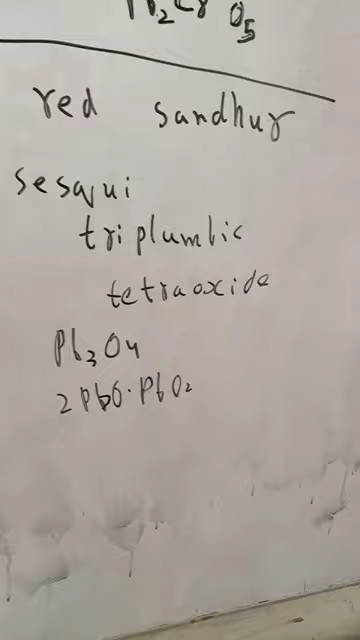 red sandhur
sesqui
triplumbic
tetraoxide
Pb₃O₄
2PbO·PbO₂